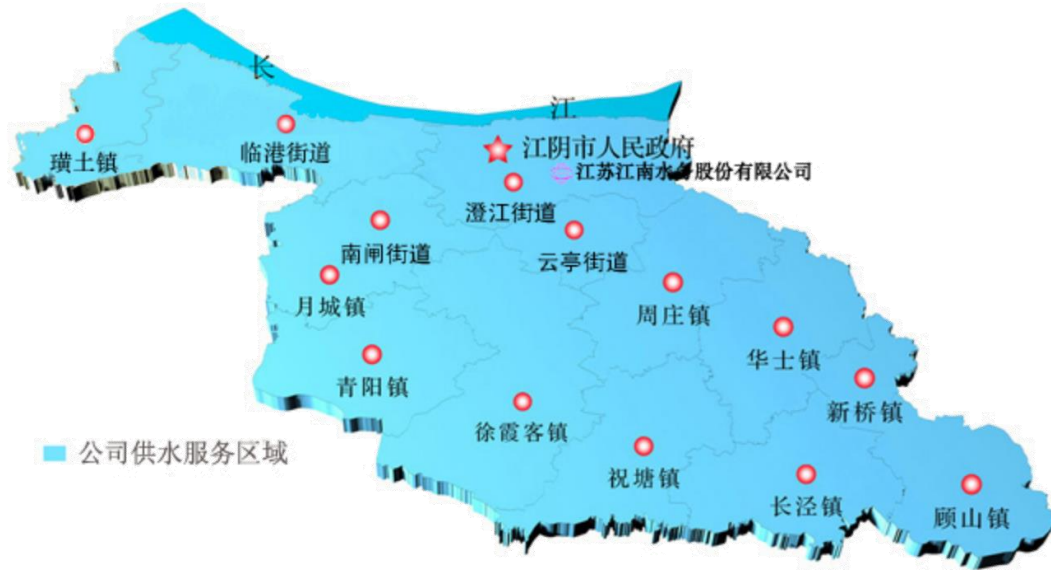 长
江
江阴市人民政府
江苏江南水务股份有限公司
璜土镇
临港街道
澄江街道
南闸街道
云亭街道
月城镇
周庄镇
华士镇
青阳镇
新桥镇
徐霞客镇
公司供水服务区域
祝塘镇
长泾镇
顾山镇